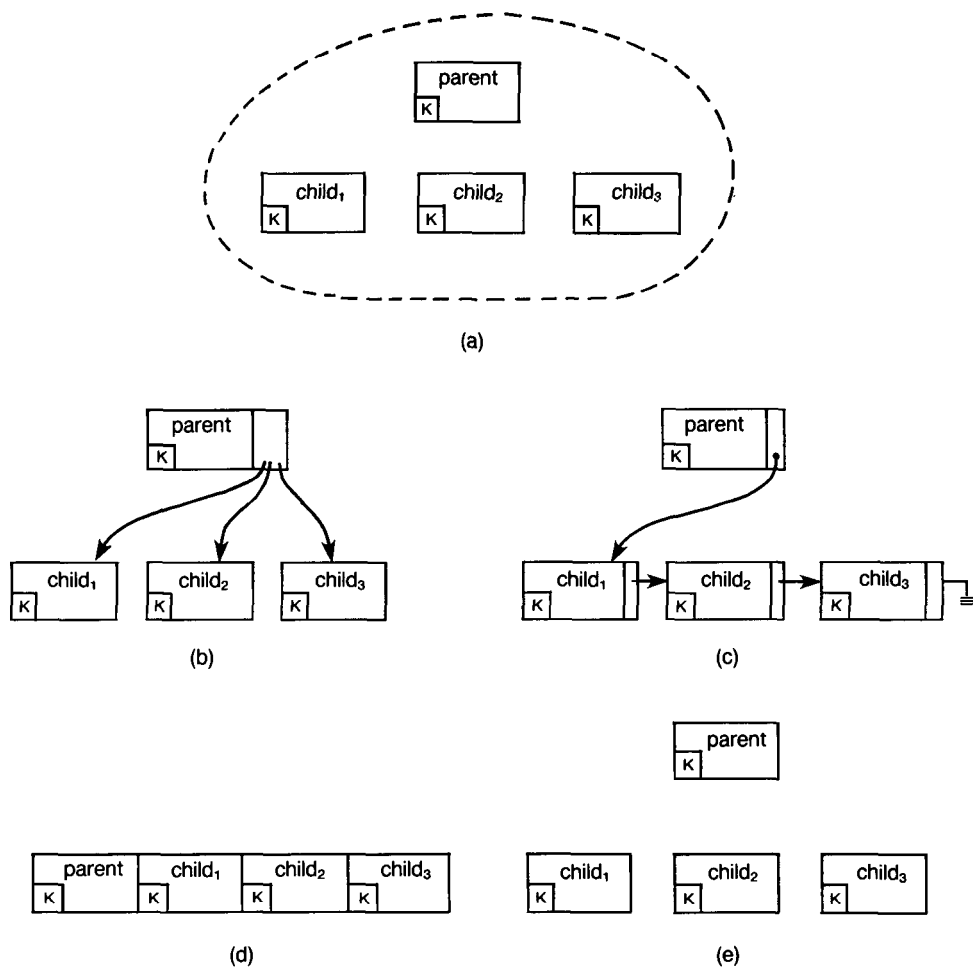 parent
K
child₁ child₂ child₃
K K K
(a)
parent
K
child₁ child₂ child₃
K K K
(b)
parent
K
child₁ child₂ child₃
K K K
(c)
parent child₁ child₂ child₃
K K K K
(d)
parent
K
child₁ child₂ child₃
K K K
(e)